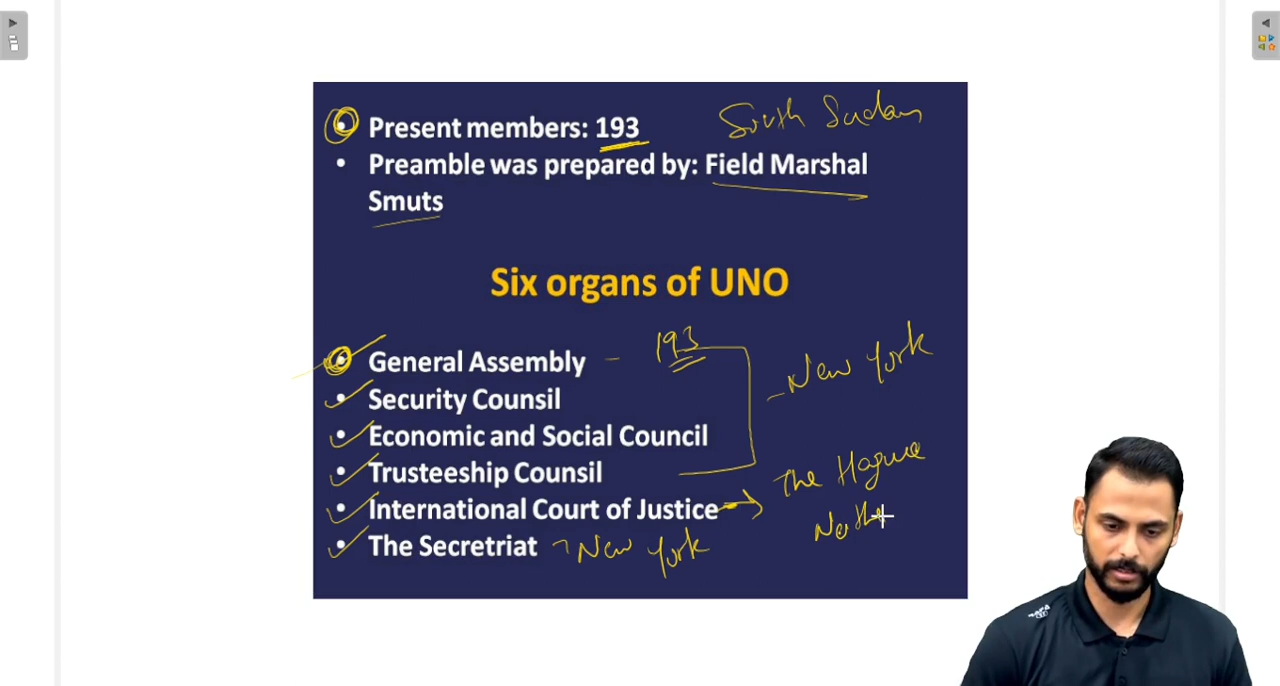 Present members: 193 South Sudan
Preamble was prepared by: Field Marshal
Smuts
Six organs of UNO
General Assembly - 193
Security Counsil
New York
Economic and Social Council
Trusteeship Counsil
The Hague
International Court of Justice →
Nethe
The Secretriat New York